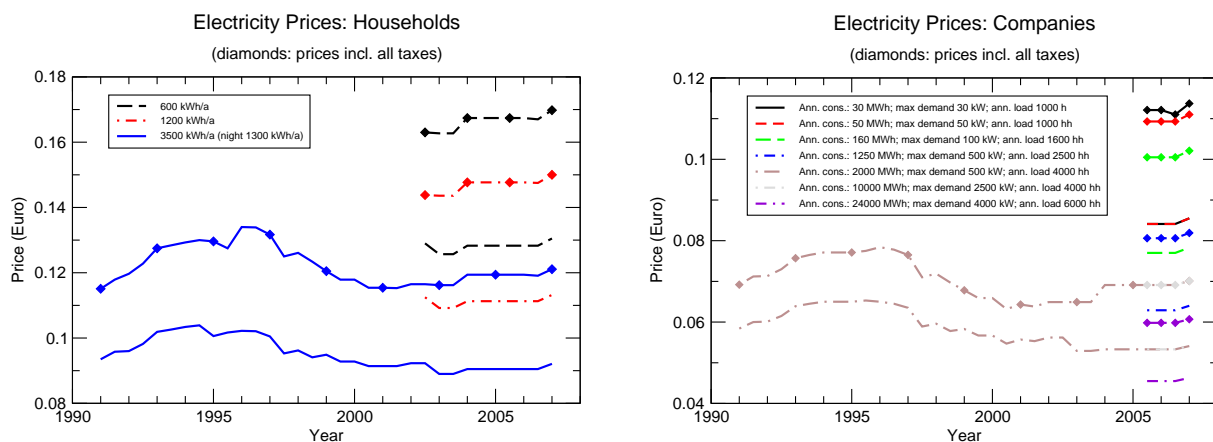 Electricity Prices: Households
(diamonds: prices incl. all taxes)
0.18
0.16
0.14
0.12
0.1
0.08
Price (Euro)
600 kWh/a
1200 kWh/a
3500 kWh/a (night 1300 kWh/a)
1990
1995
2000
2005
Year
Electricity Prices: Companies
(diamonds: prices incl. all taxes)
0.12
0.1
0.08
0.06
0.04
Price (Euro)
Ann. cons.: 30 MWh; max demand 30 kW; ann. load 1000 h
Ann. cons.: 50 MWh; max demand 50 kW; ann. load 1000 hh
Ann. cons.: 160 MWh; max demand 100 kW; ann. load 1600 hh
Ann. cons.: 1250 MWh; max demand 500 kW; ann. load 2500 hh
Ann. cons.: 2000 MWh; max demand 500 kW; ann. load 4000 hh
Ann. cons.: 10000 MWh; max demand 2500 kW; ann. load 4000 hh
Ann. cons.: 24000 MWh; max demand 4000 kW; ann. load 6000 hh
1990
1995
2000
2005
Year